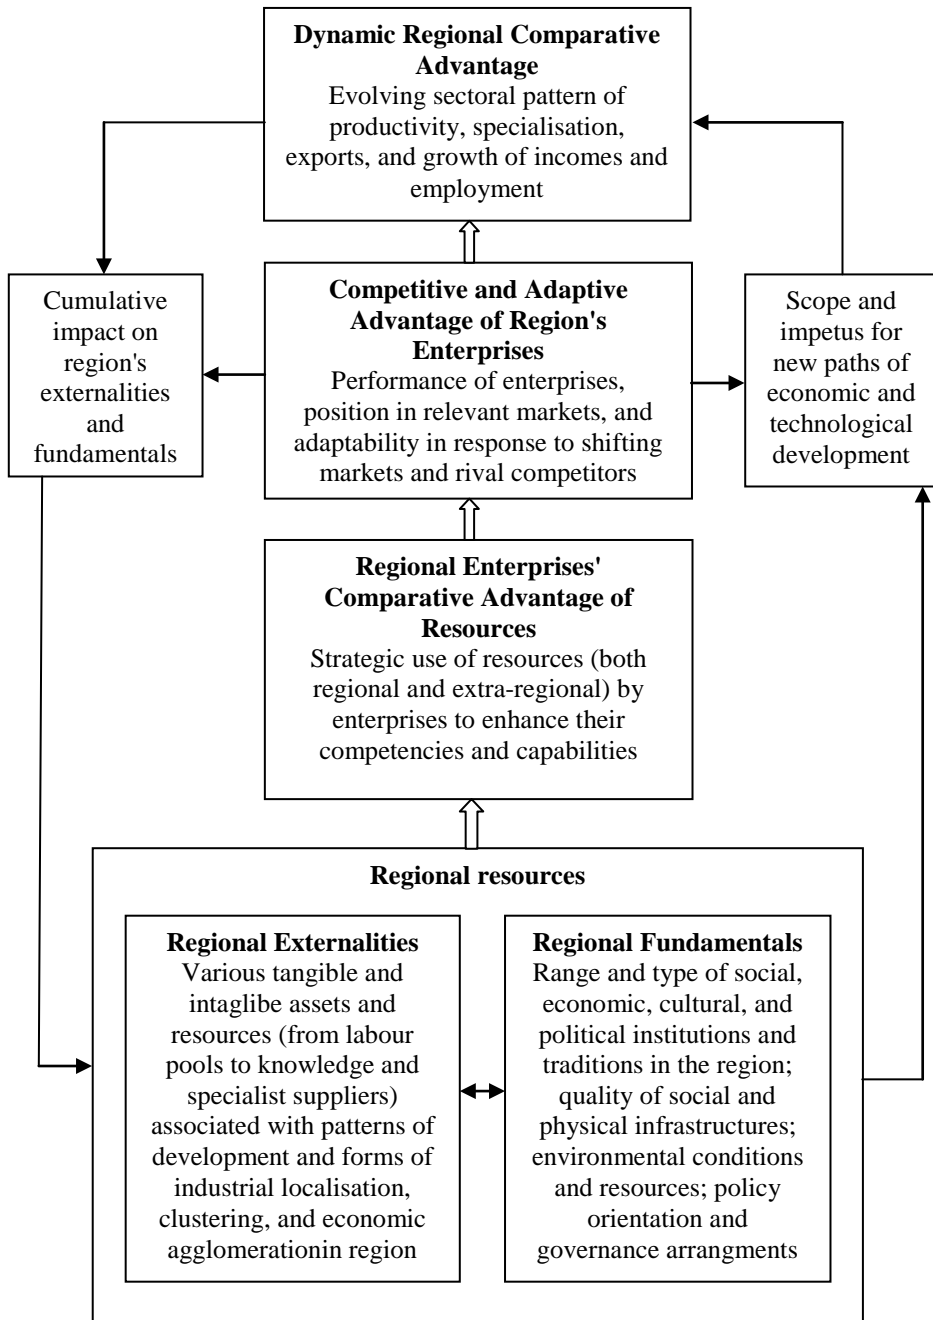 Dynamic Regional Comparative
Advantage
Evolving sectoral pattern of
productivity, specialisation,
exports, and growth of incomes and
employment
Cumulative
impact on
region's
externalities
and
fundamentals
Competitive and Adaptive
Advantage of Region's
Enterprises
Performance of enterprises,
position in relevant markets, and
adaptability in response to shifting
markets and rival competitors
Scope and
impetus for
new paths of
economic and
technological
development
Regional Enterprises'
Comparative Advantage of
Resources
Strategic use of resources (both
regional and extra-regional) by
enterprises to enhance their
competencies and capabilities
Regional resources
Regional Externalities
Various tangible and
intaglibe assets and
resources (from labour
pools to knowledge and
specialist suppliers)
associated with patterns of
development and forms of
industrial localisation,
clustering, and economic
agglomerationin region
Regional Fundamentals
Range and type of social,
economic, cultural, and
political institutions and
traditions in the region;
quality of social and
physical infrastructures;
environmental conditions
and resources; policy
orientation and
governance arrangments